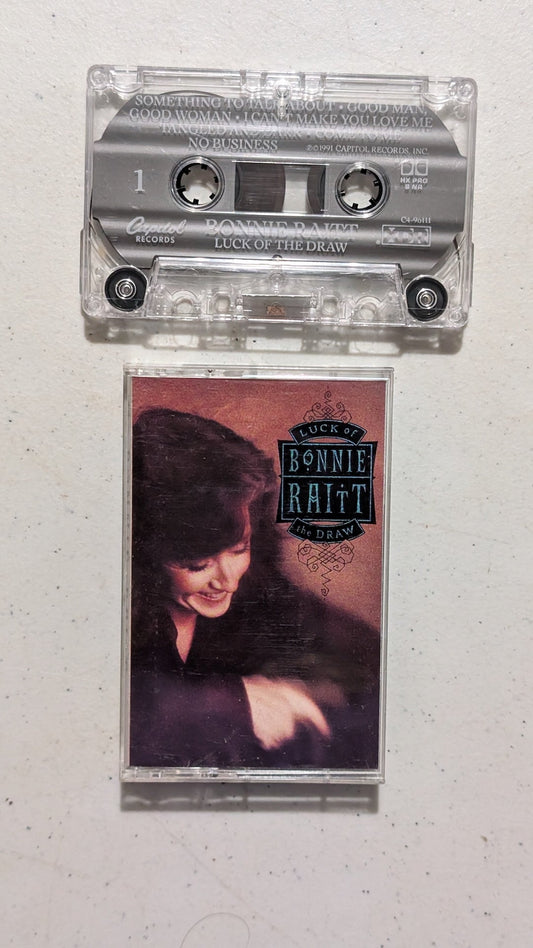 SOMETHING TO TALK ABOUT • GOOD MAN,
GOOD WOMAN • I CAN'T MAKE YOU LOVE ME
TANGLED AND DARK • COME TO ME
NO BUSINESS
℗©1991 CAPITOL RECORDS, INC.
1
HX PRO
B NR
Capitol
RECORDS
BONNIE RAITT
LUCK OF THE DRAW
C4-96111
LUCK of
BONNIE
RAITT
the DRAW